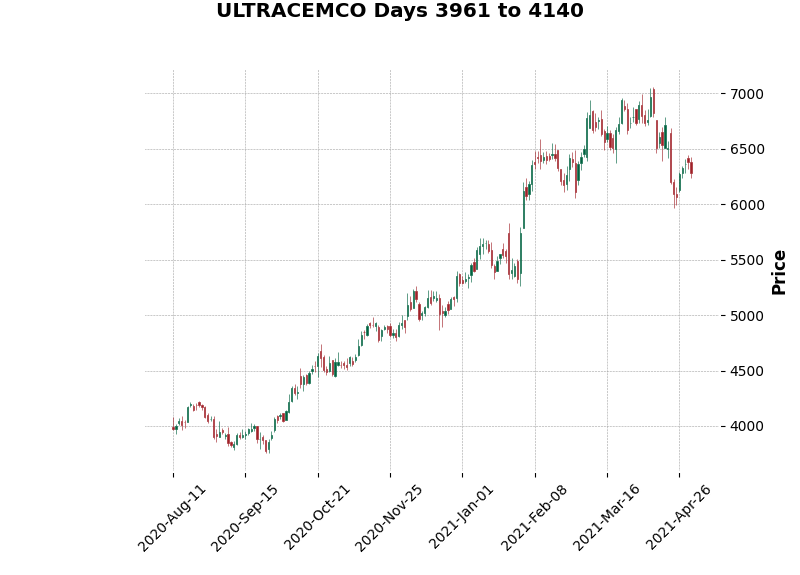 ULTRACEMCO Days 3961 to 4140
7000
6500
6000
5500
5000
4500
4000
Price
2020-Aug-11
2020-Sep-15
2020-Oct-21
2020-Nov-25
2021-Jan-01
2021-Feb-08
2021-Mar-16
2021-Apr-26